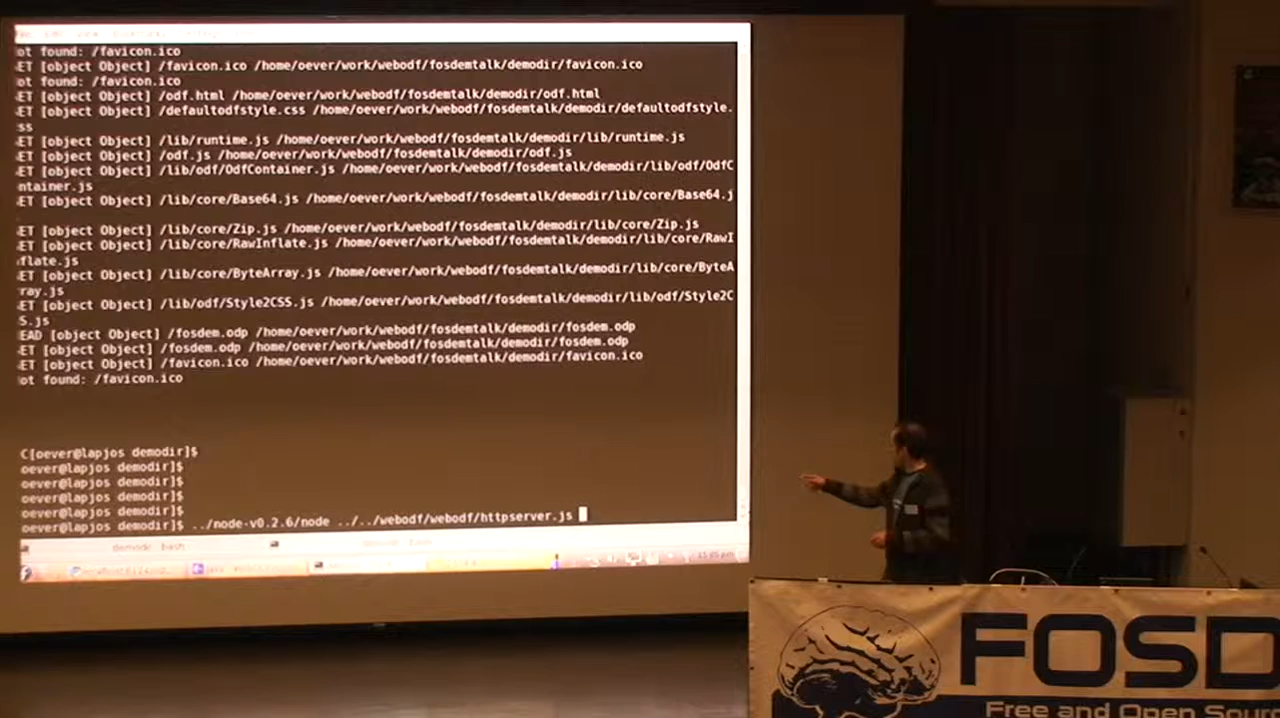 ot found: /favicon.ico
ET [object Object] /favicon.ico /home/oever/work/webodf/fosdemtalk/demodir/favicon.ico
ot found: /favicon.ico
ET [object Object] /odf.html /home/oever/work/webodf/fosdemtalk/demodir/odf.html
ET [object Object] /defaultodfstyle.css /home/oever/work/webodf/fosdemtalk/demodir/defaultodfstyle.
ss
ET [object Object] /lib/runtime.js /home/oever/work/webodf/fosdemtalk/demodir/lib/runtime.js
ET [object Object] /odf.js /home/oever/work/webodf/fosdemtalk/demodir/odf.js
ET [object Object] /lib/odf/OdfContainer.js /home/oever/work/webodf/fosdemtalk/demodir/lib/odf/OdfC
ntainer.js
ET [object Object] /lib/core/Base64.js /home/oever/work/webodf/fosdemtalk/demodir/lib/core/Base64.j
ET [object Object] /lib/core/Zip.js /home/oever/work/webodf/fosdemtalk/demodir/lib/core/Zip.js
ET [object Object] /lib/core/RawInflate.js /home/oever/work/webodf/fosdemtalk/demodir/lib/core/RawI
flate.js
ET [object Object] /lib/core/ByteArray.js /home/oever/work/webodf/fosdemtalk/demodir/lib/core/ByteA
ray.js
ET [object Object] /lib/odf/Style2CSS.js /home/oever/work/webodf/fosdemtalk/demodir/lib/odf/Style2C
S.js
EAD [object Object] /fosdem.odp /home/oever/work/webodf/fosdemtalk/demodir/fosdem.odp
ET [object Object] /fosdem.odp /home/oever/work/webodf/fosdemtalk/demodir/fosdem.odp
ET [object Object] /favicon.ico /home/oever/work/webodf/fosdemtalk/demodir/favicon.ico
ot found: /favicon.ico
C[oever@lapjos demodir]$
oever@lapjos demodir]$
oever@lapjos demodir]$
oever@lapjos demodir]$
oever@lapjos demodir]$
oever@lapjos demodir]$ ../node-v0.2.6/node ../../webodf/webodf/httpserver.js
demodir : bash
FOSD
Free and Open Sourc